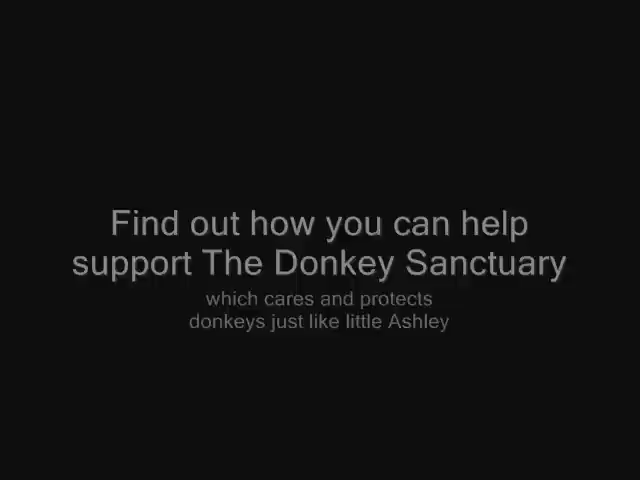 Find out how you can help
support The Donkey Sanctuary
which cares and protects
donkeys just like little Ashley